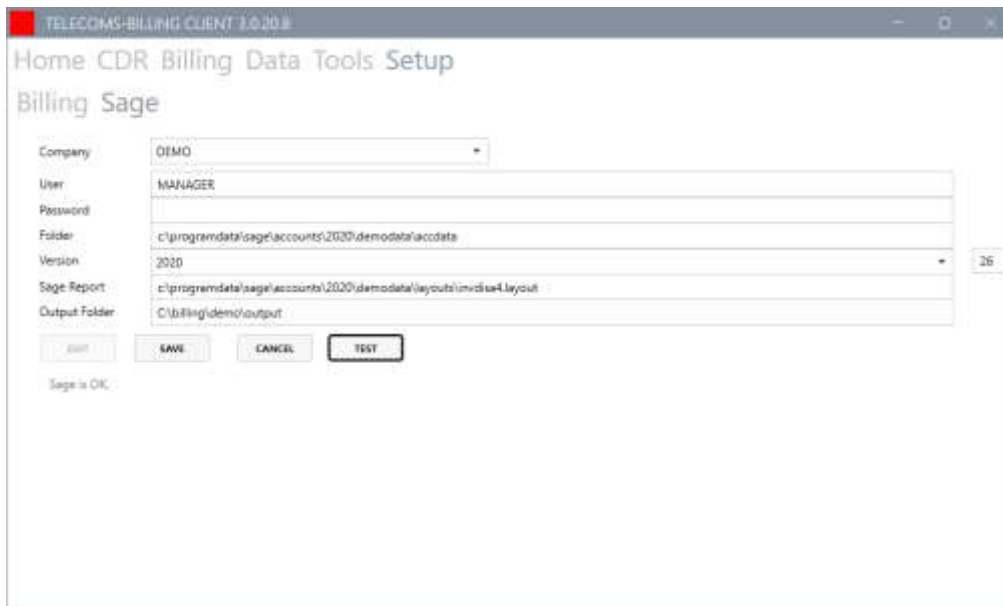 TELECOMS-BILLING CLIENT 3.0.20.8
Home CDR Billing Data Tools Setup
Billing Sage
Company DEMO
User MANAGER
Password
Folder c:\programdata\sage\accounts\2020\demodata\accdata
Version 2020 26
Sage Report c:\programdata\sage\accounts\2020\demodata\layouts\invdisa4.layout
Output Folder C:\billing\demo\output
EDIT SAVE CANCEL TEST
Sage is OK.